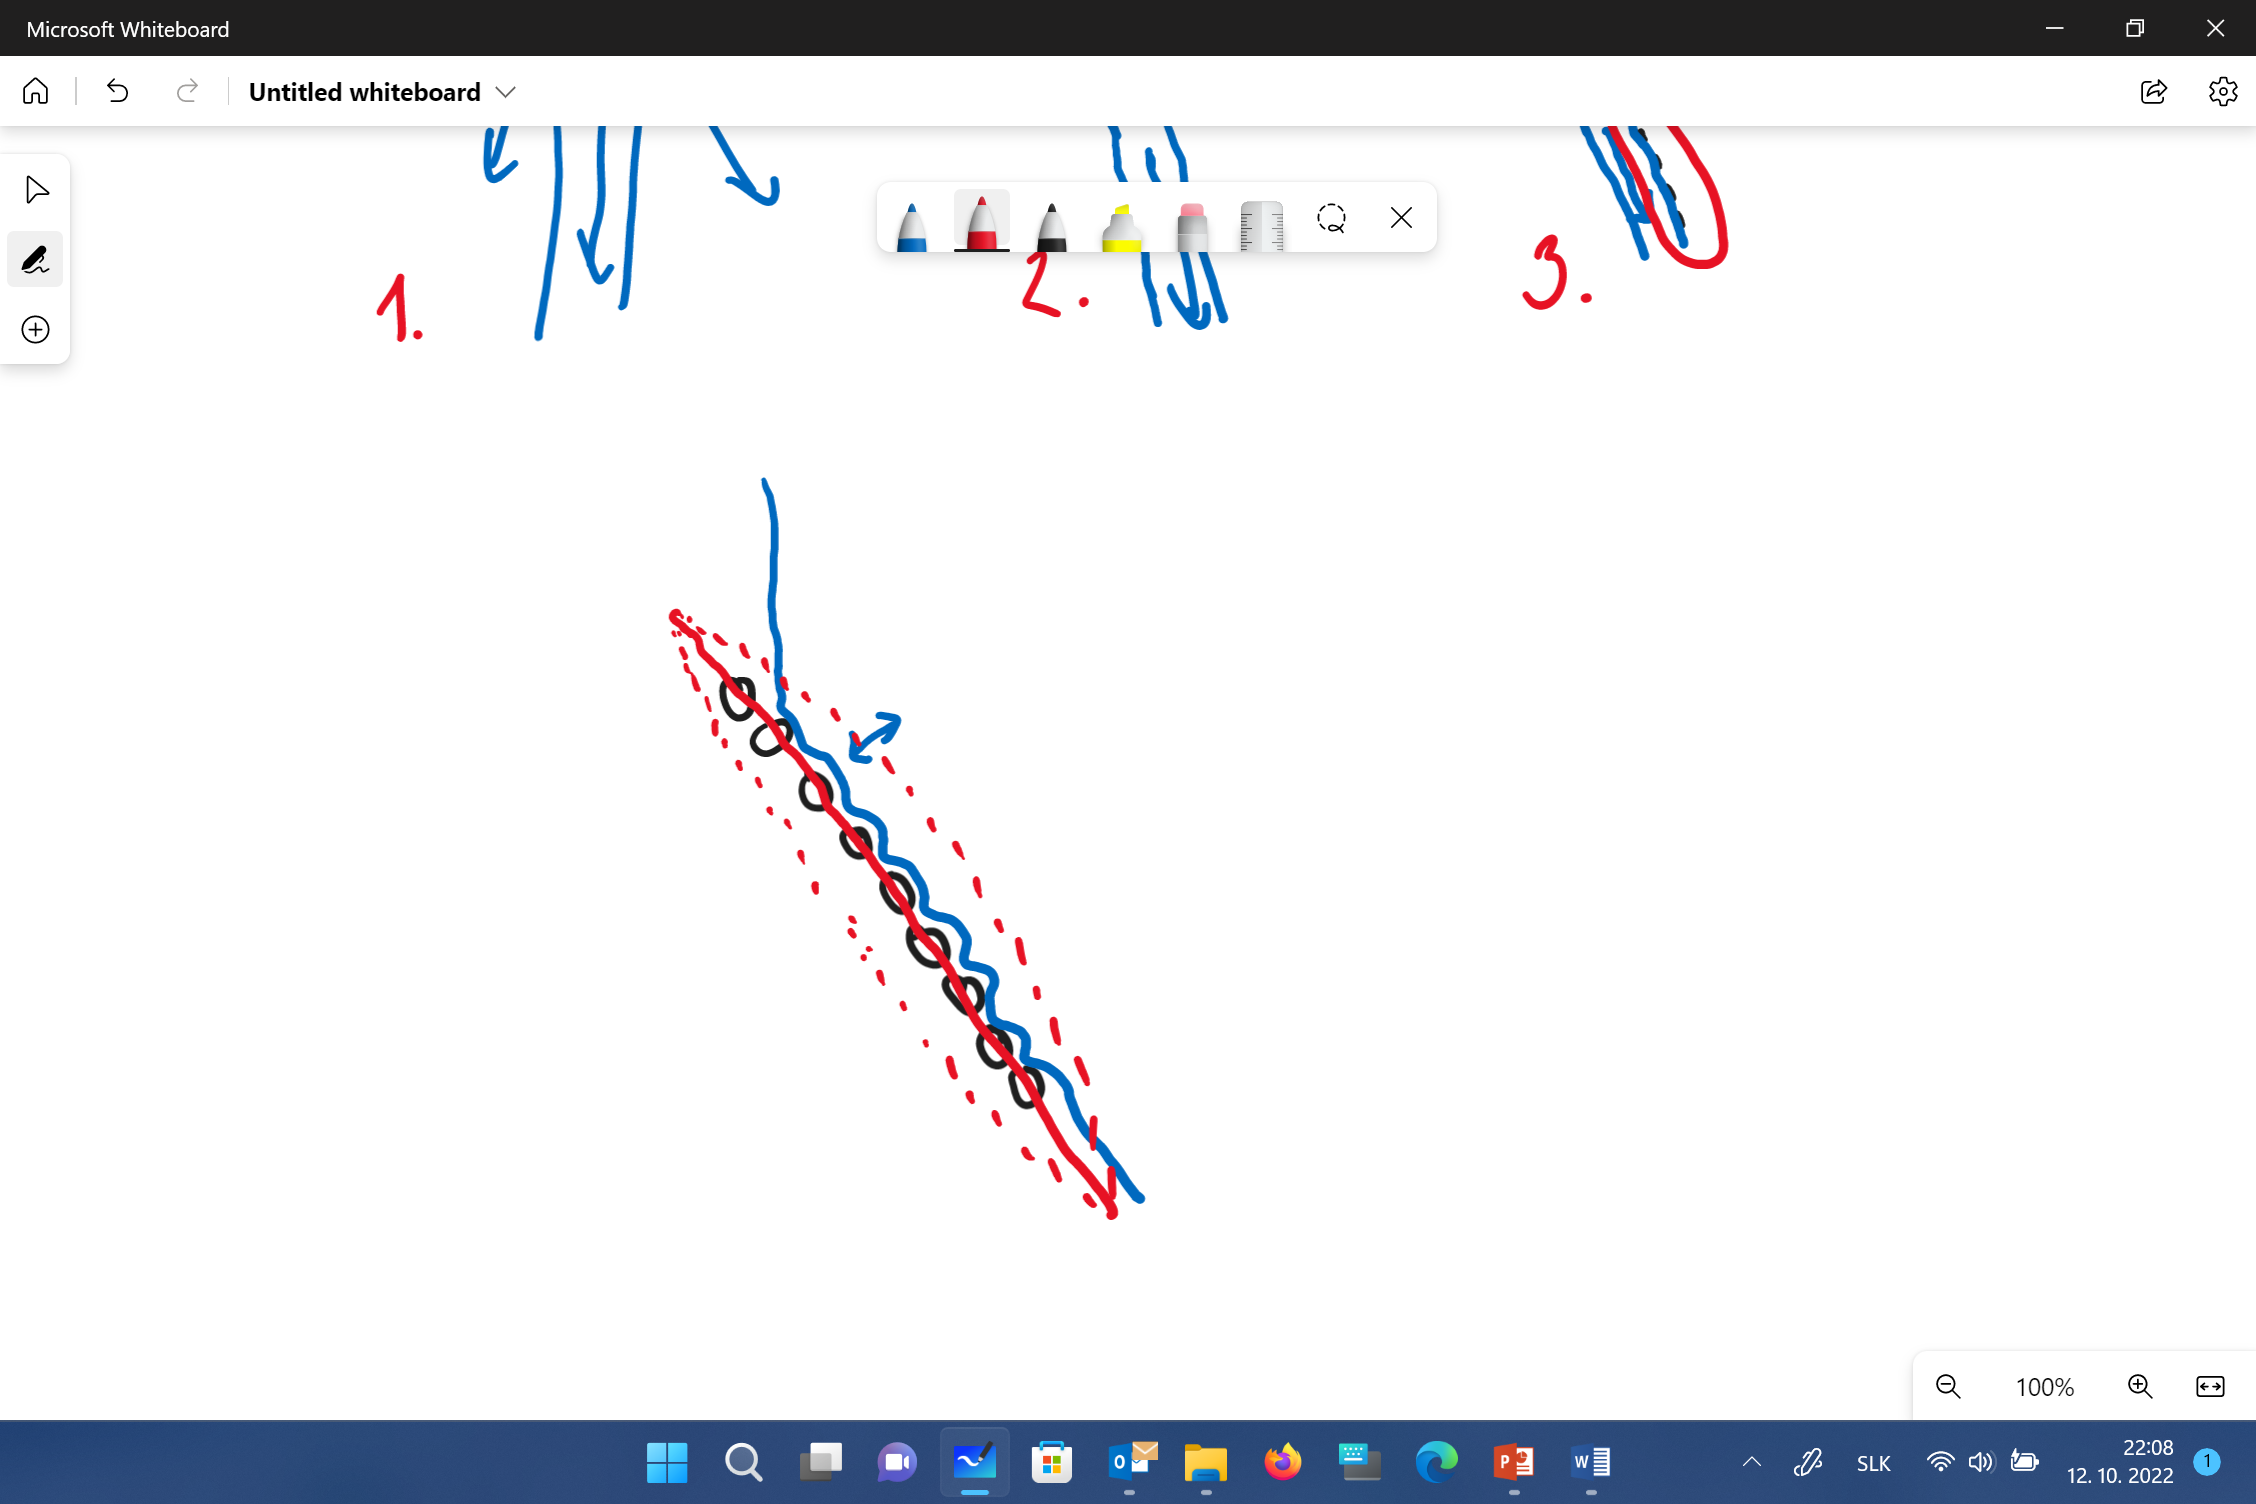 Microsoft Whiteboard
Untitled whiteboard
1.
2.
3.
100%
SLK
22:08
12. 10. 2022
1